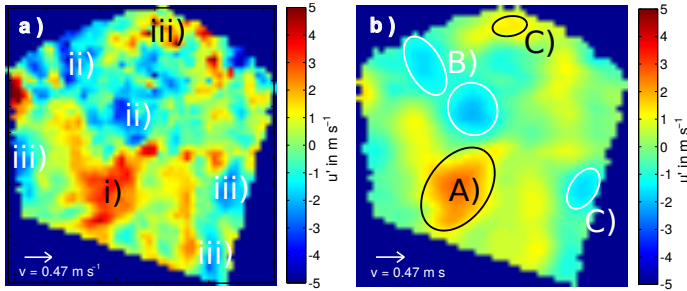 a)
iii)
ii)
ii)
iii)
i)
iii)
iii)
v = 0.47 m s⁻¹
5
4
3
2
1
0
-1
-2
-3
-4
-5
u' in m s⁻¹
b)
C)
B)
A)
C)
v = 0.47 m s
5
4
3
2
1
0
-1
-2
-3
-4
-5
u' in m s⁻¹